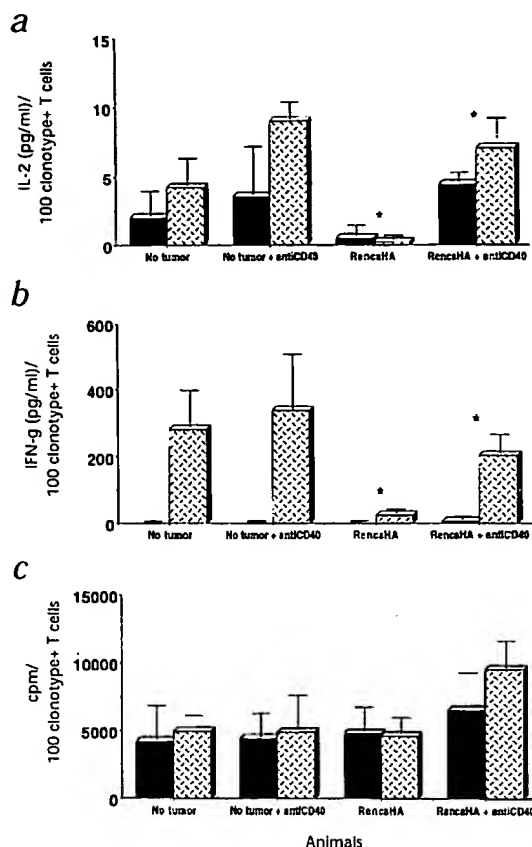 a
IL-2 (pg/ml)/
100 clonotype+ T cells
15
10
5
0
*
*
No tumor
No tumor + antiCD40
RencaHA
RencaHA + antiCD40
b
IFN-g (pg/ml)/
100 clonotype+ T cells
600
400
200
0
*
*
No tumor
No tumor + antiCD40
RencaHA
RencaHA + antiCD40
c
cpm/
100 clonotype+ T cells
15000
10000
5000
0
No tumor
No tumor + antiCD40
RencaHA
RencaHA + antiCD40
Animals